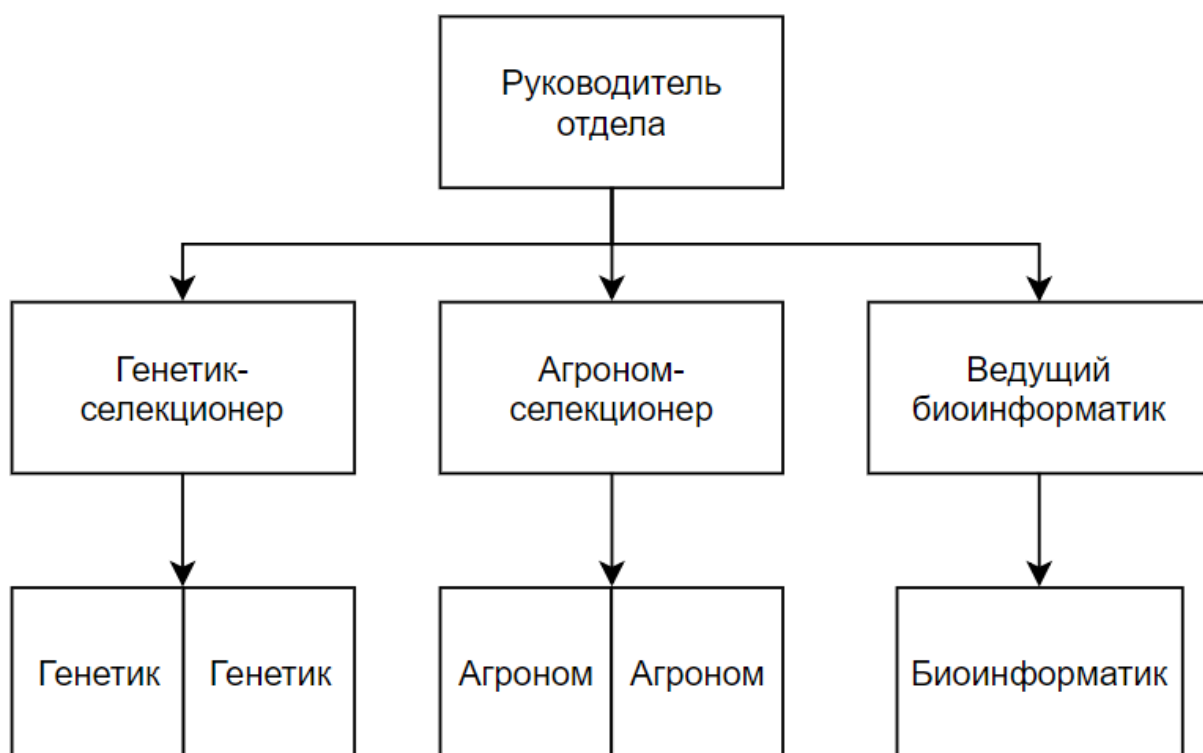 Руководитель
отдела
Генетик-
селекционер
Агроном-
селекционер
Ведущий
биоинформатик
Генетик
Генетик
Агроном
Агроном
Биоинформатик